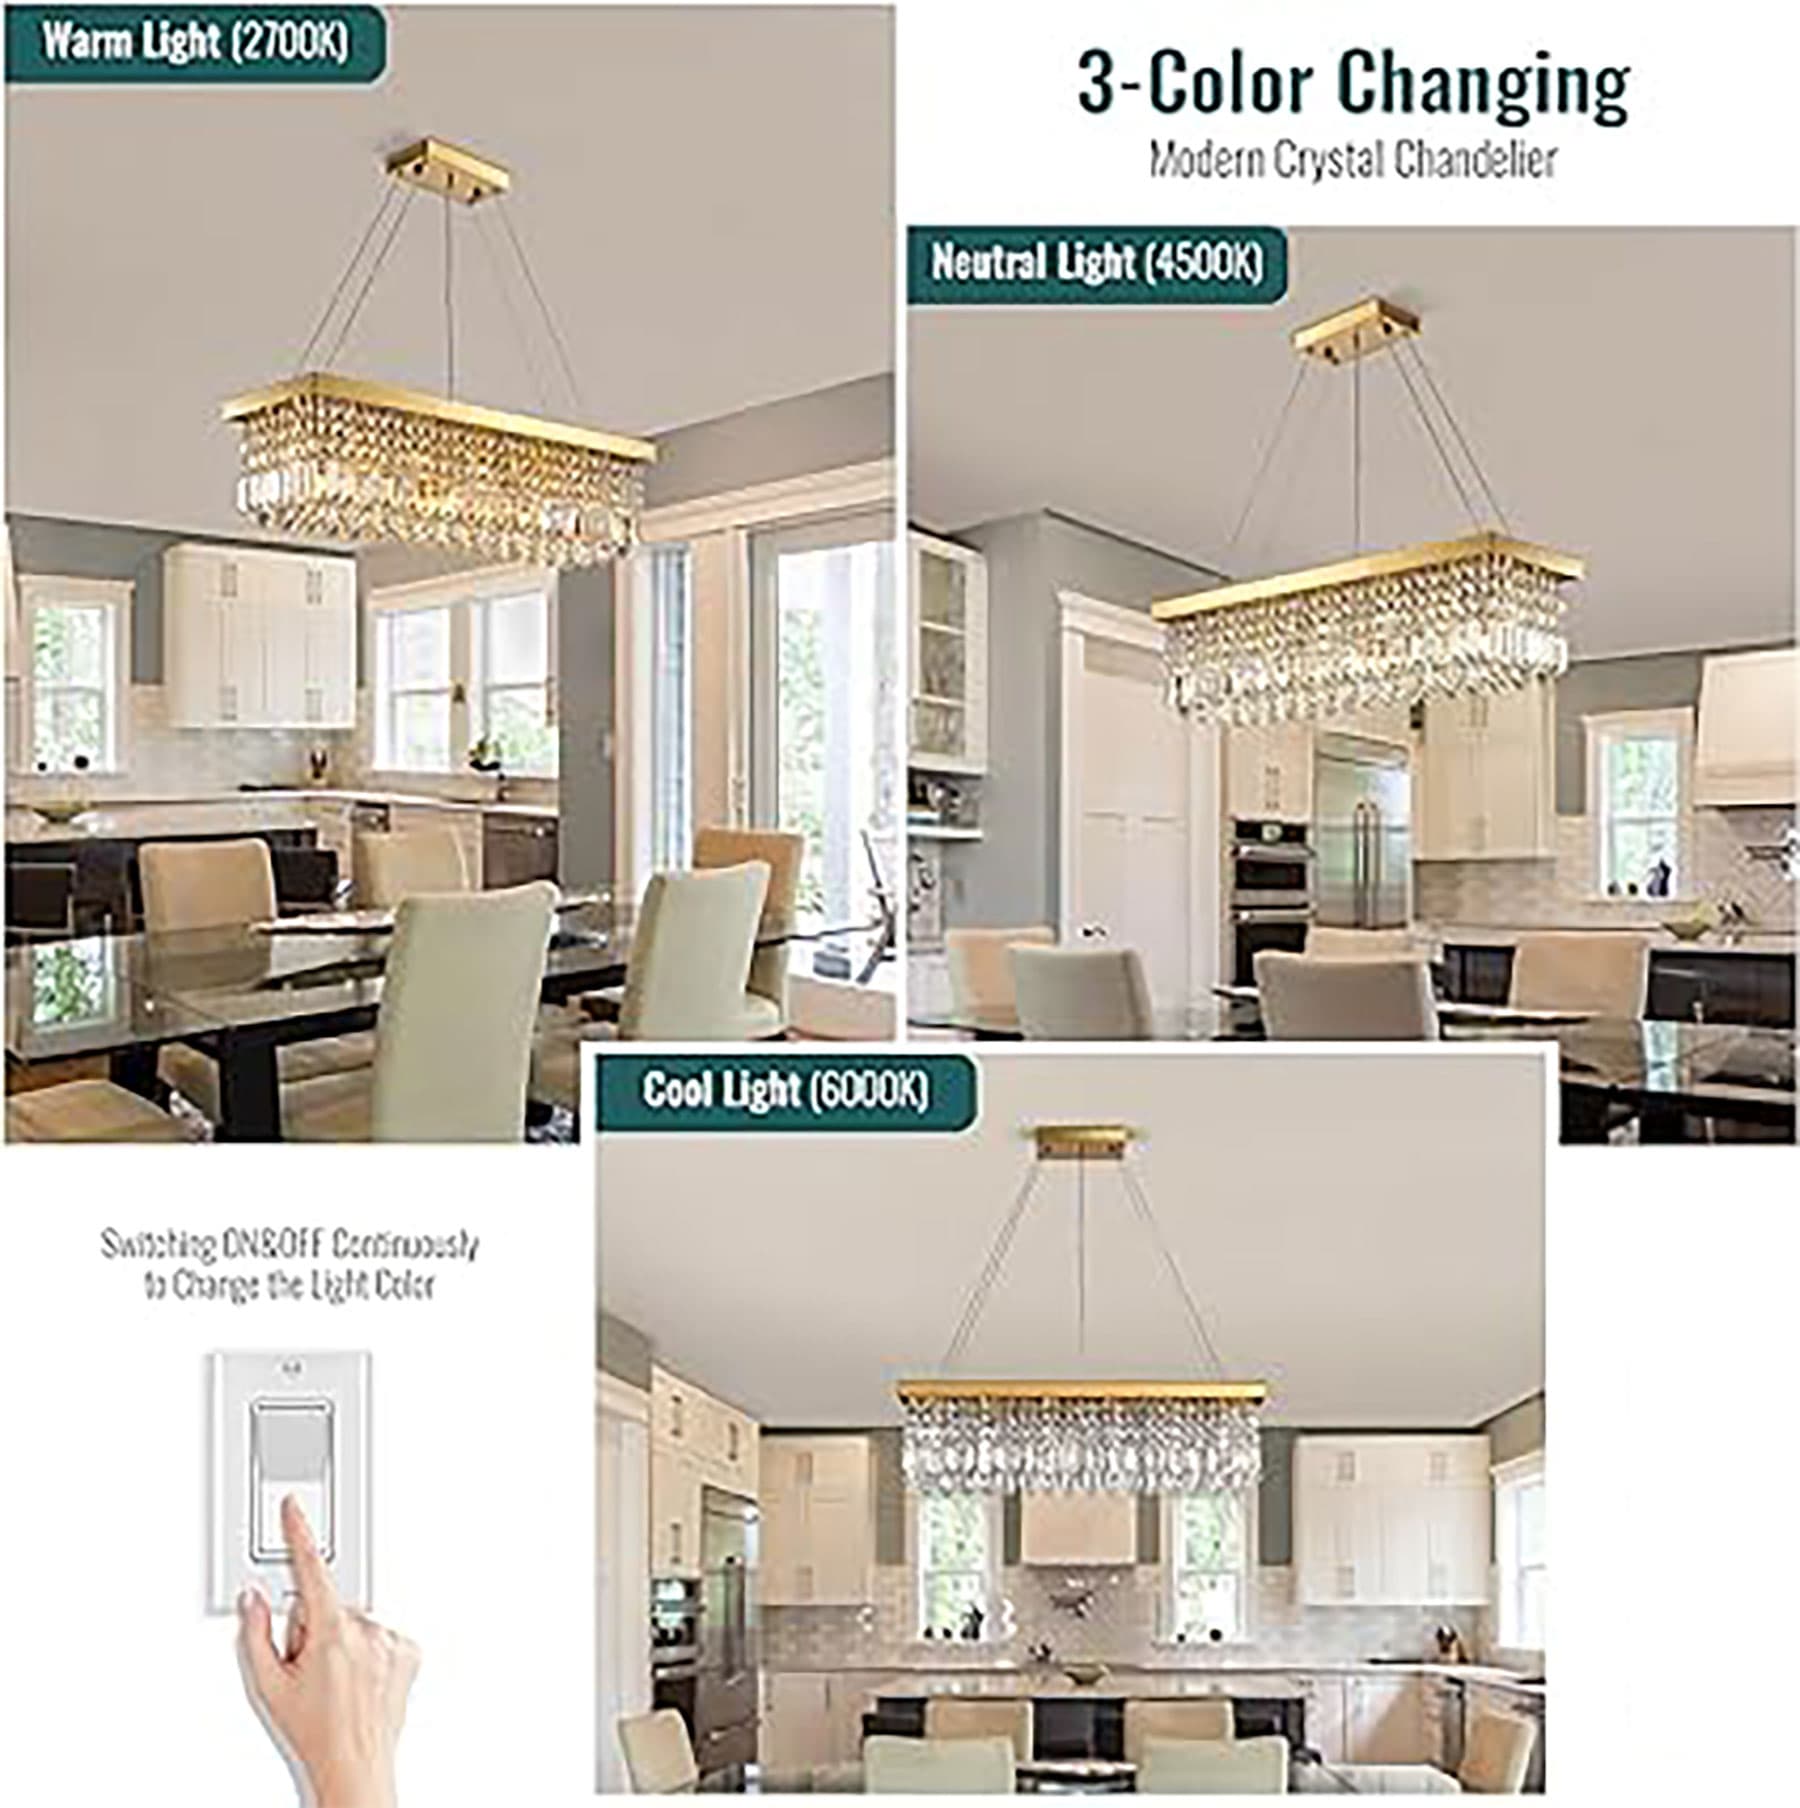 Warm Light (2700K)
3-Color Changing
Modern Crystal Chandelier
Neutral Light (4500K)
Cool Light (6000K)
Switching ON&OFF Continuously
to Change the Light Color